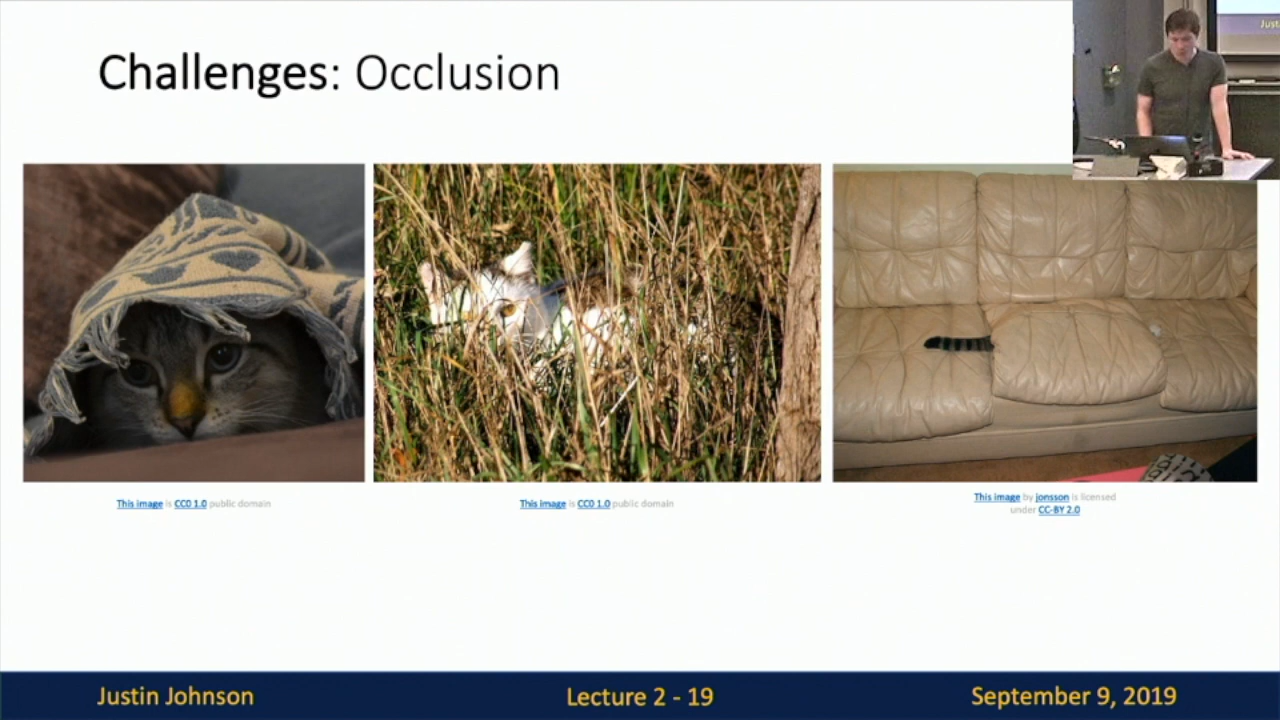 Challenges: Occlusion
This image is CC0 1.0 public domain
This image is CC0 1.0 public domain
This image by jonsson is licensed
under CC-BY 2.0
Justin Johnson
Lecture 2 - 19
September 9, 2019